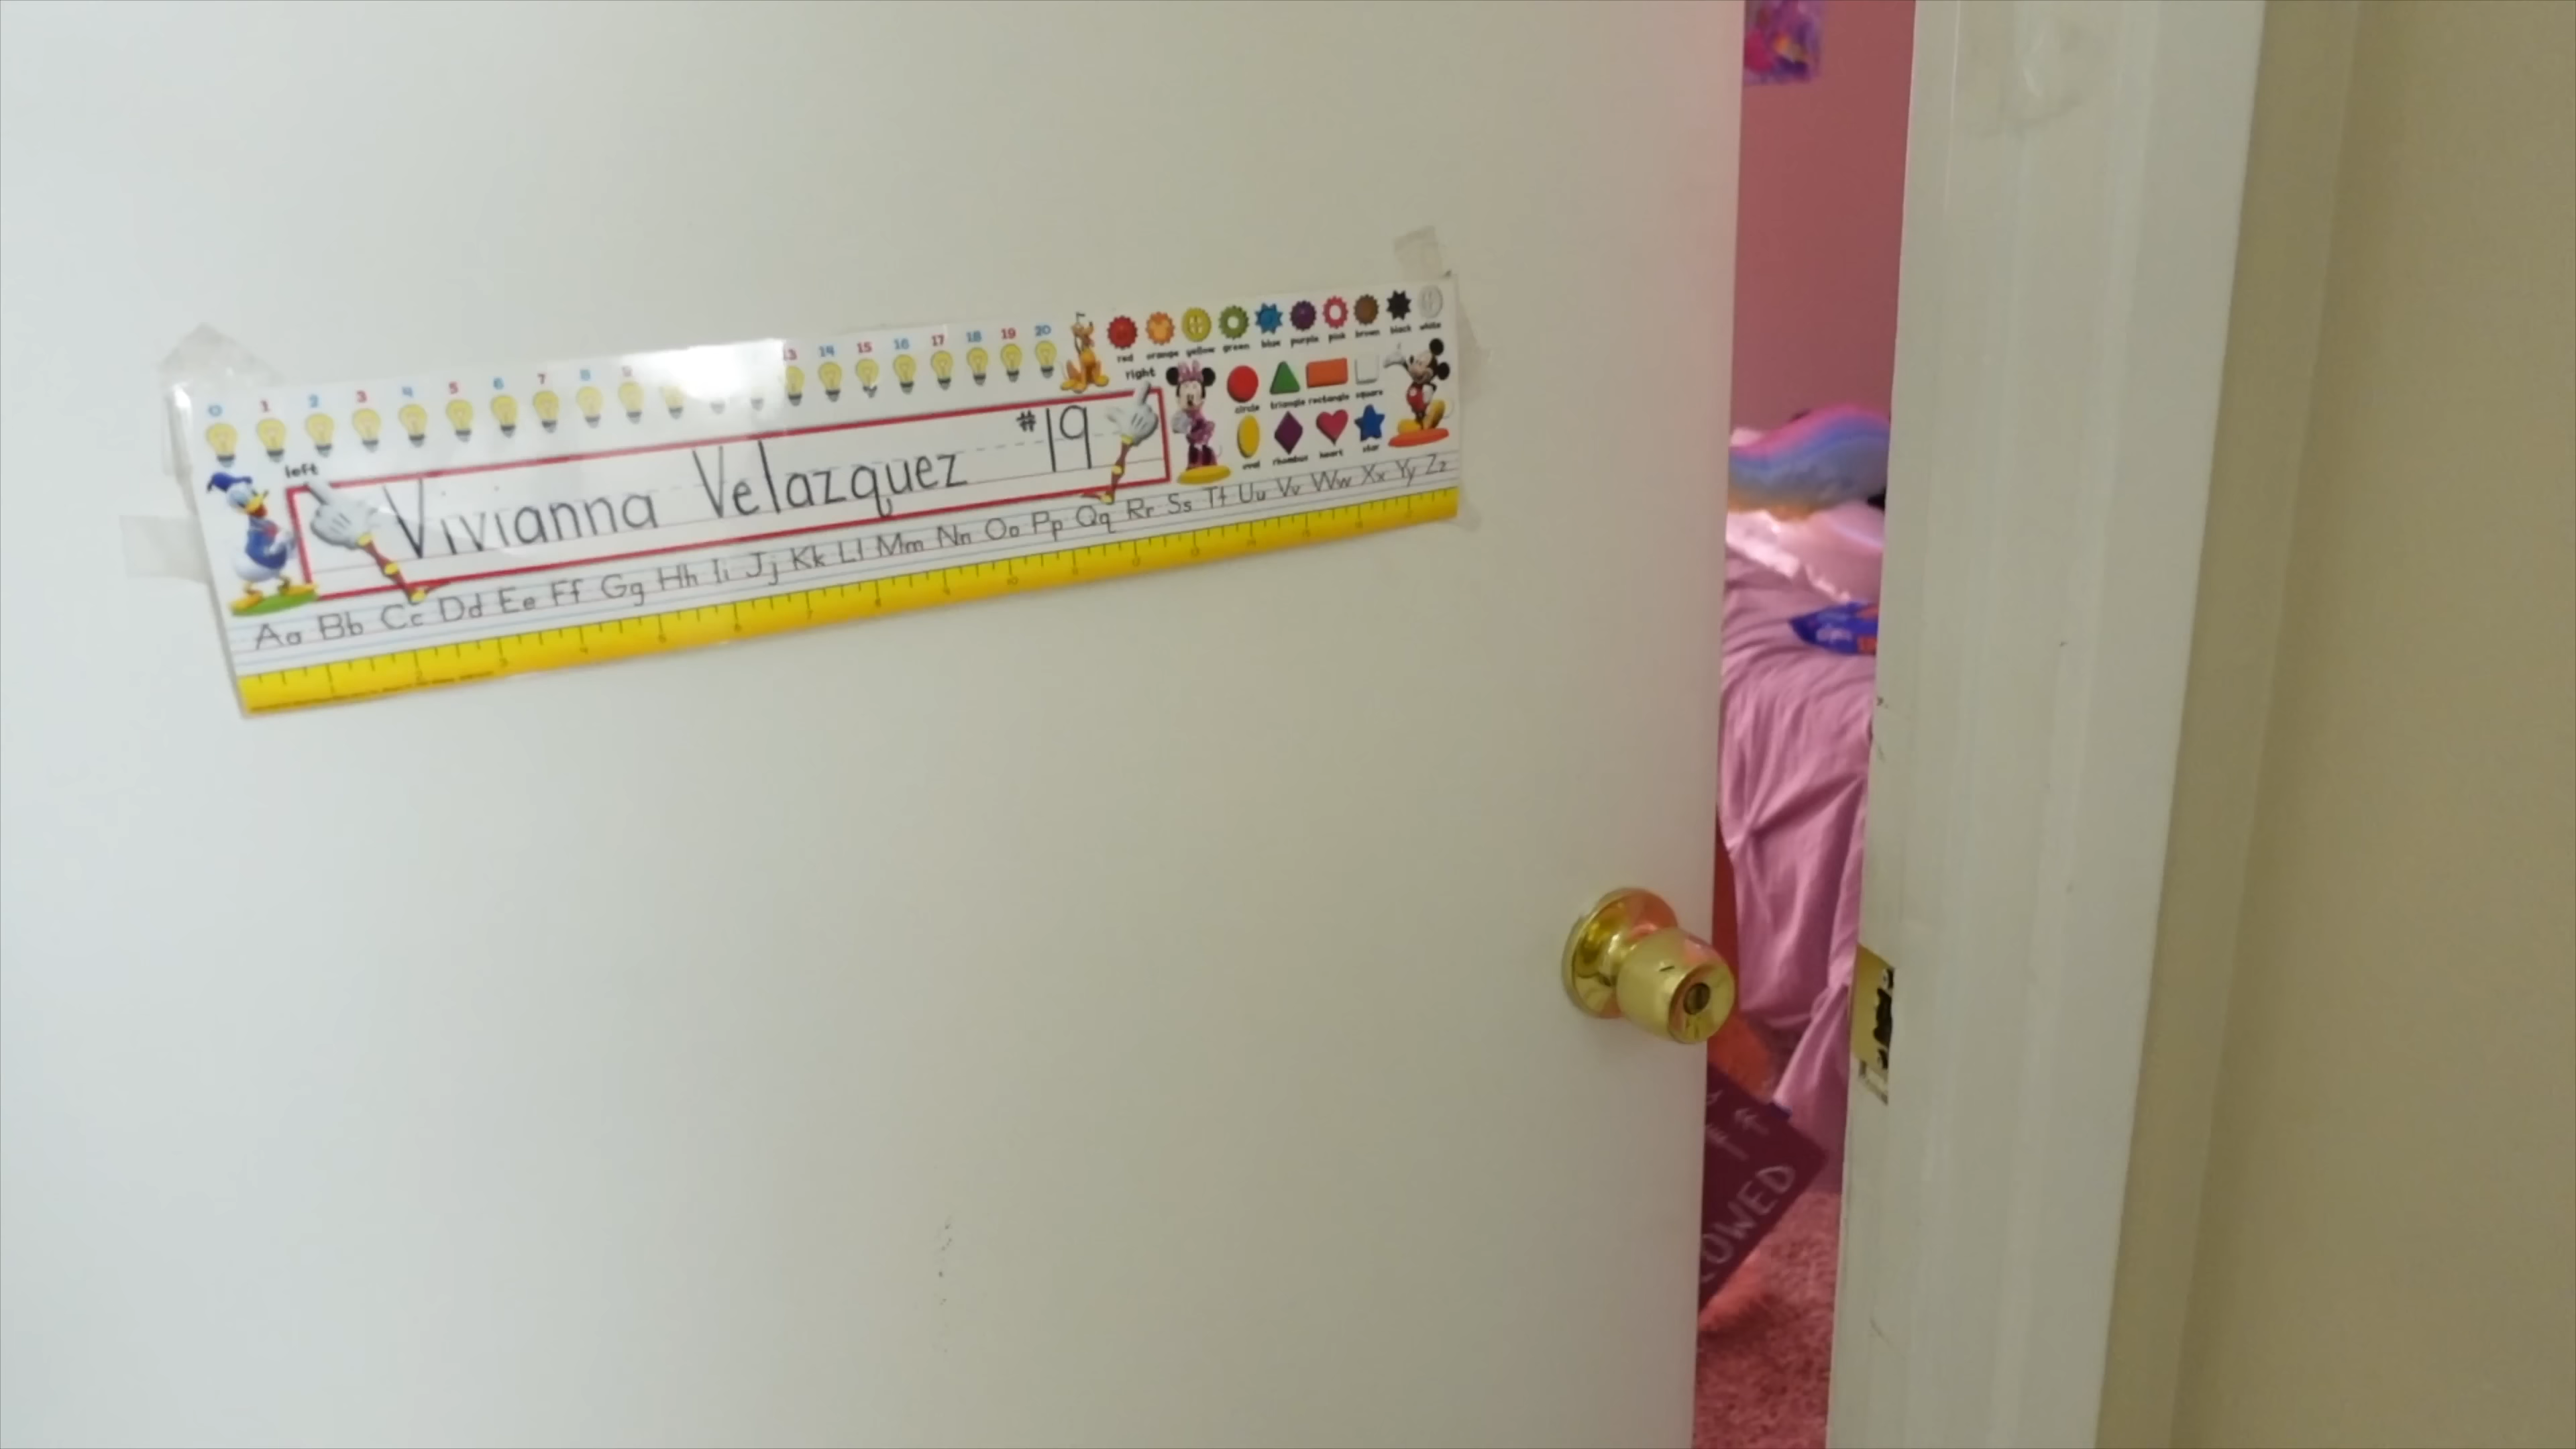 0 1 2 3 4 5 6 7 8 9 13 14 15 16 17 18 19 20
red orange yellow green blue purple pink brown black white
left
right
circle triangle rectangle square
Vivianna Velazquez #19
oval rhombus heart star
Aa Bb Cc Dd Ee Ff Gg Hh Ii Jj Kk Ll Mm Nn Oo Pp Qq Rr Ss Tt Uu Vv Ww Xx Yy Zz
OWED